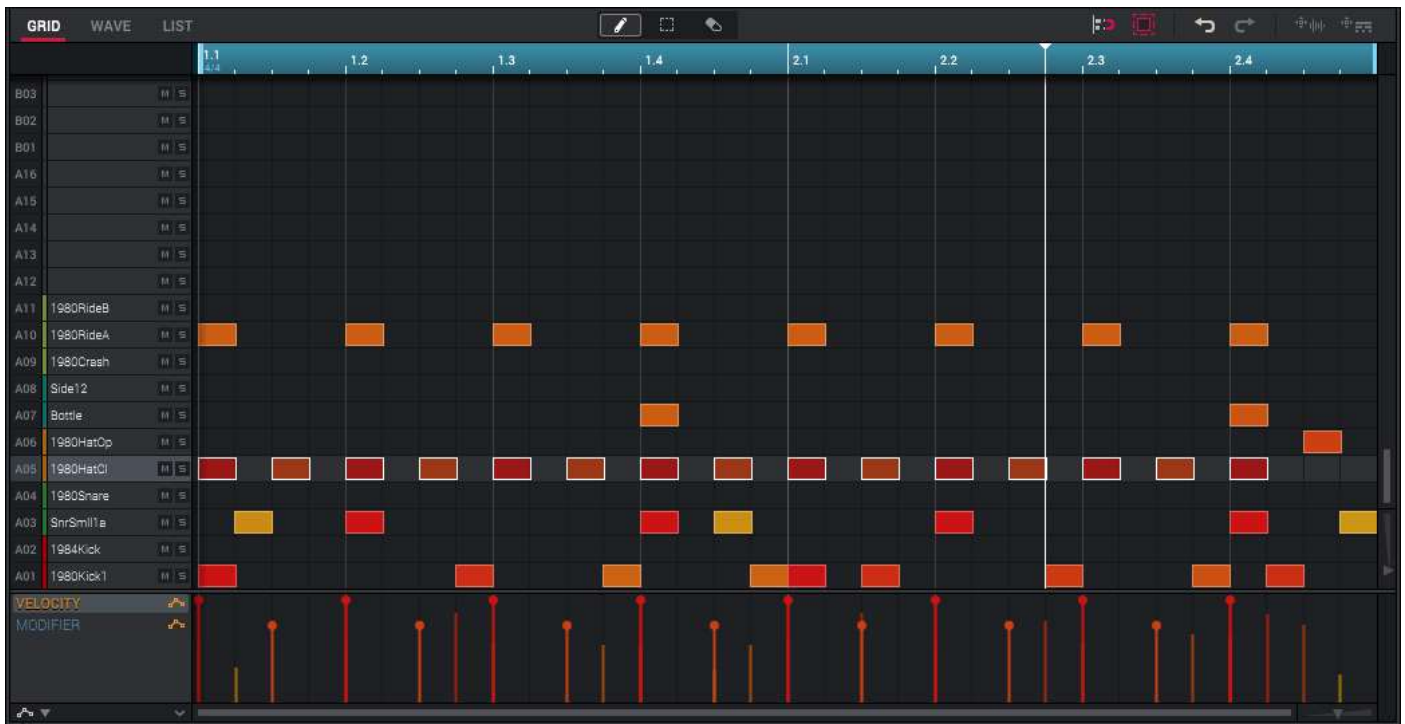 GRID WAVE LIST
1.1 1.2 1.3 1.4 2.1 2.2 2.3 2.4
4/4
B03 M S
B02 M S
B01 M S
A16 M S
A15 M S
A14 M S
A13 M S
A12 M S
A11 1980RideB M S
A10 1980RideA M S
A09 1980Crash M S
A08 Side12 M S
A07 Bottle M S
A06 1980HatOp M S
A05 1980HatCl M S
A04 1980Snare M S
A03 SnrSmll1a M S
A02 1984Kick M S
A01 1980Kick1 M S
VELOCITY
MODIFIER